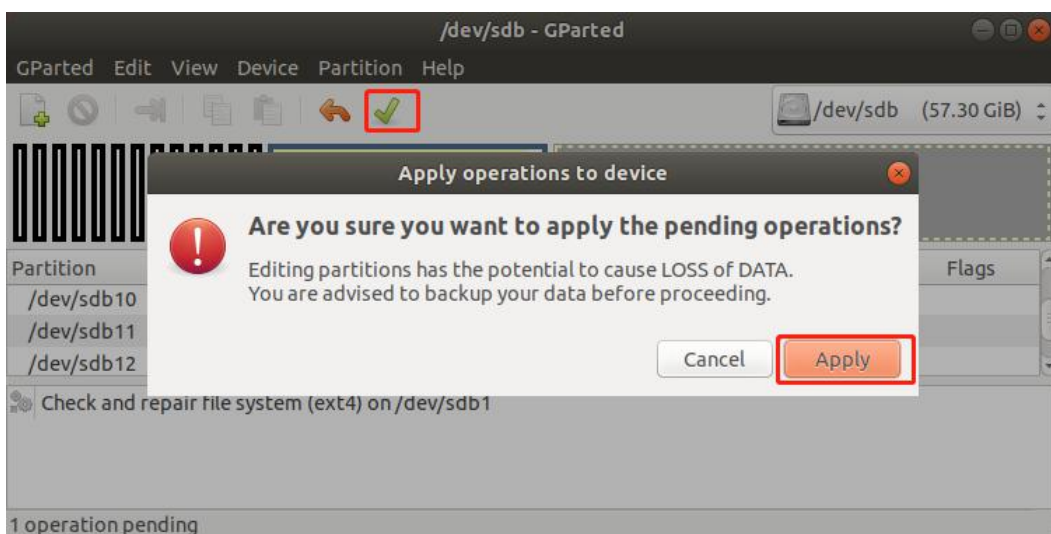 /dev/sdb - GParted
GParted Edit View Device Partition Help
/dev/sdb (57.30 GiB)
Apply operations to device
Are you sure you want to apply the pending operations?
Editing partitions has the potential to cause LOSS of DATA.
You are advised to backup your data before proceeding.
Cancel Apply
Partition Flags
/dev/sdb10
/dev/sdb11
/dev/sdb12
Check and repair file system (ext4) on /dev/sdb1
1 operation pending